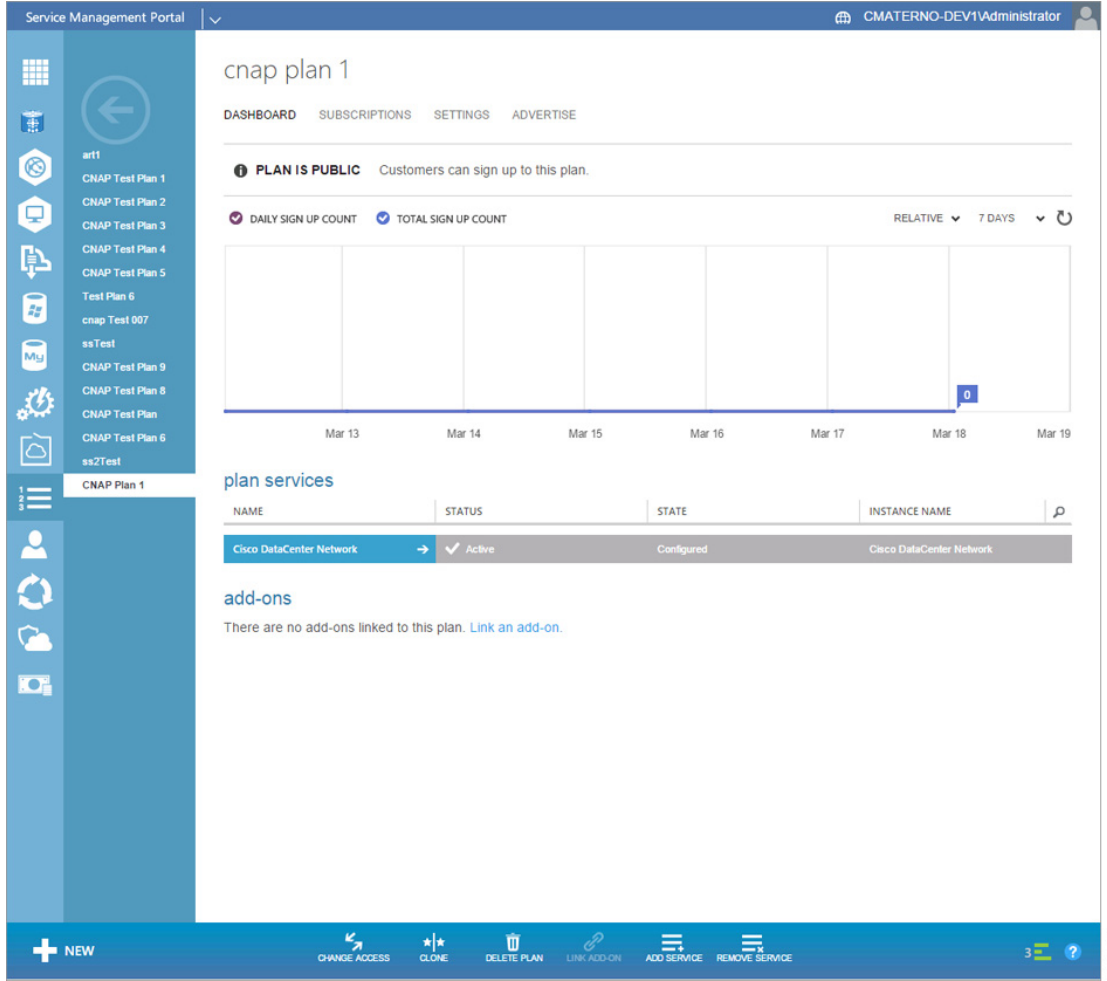 Service Management Portal
CMATERNO-DEV1\Administrator
art1
CNAP Test Plan 1
CNAP Test Plan 2
CNAP Test Plan 3
CNAP Test Plan 4
CNAP Test Plan 5
Test Plan 6
cnap Test 007
ssTest
CNAP Test Plan 9
CNAP Test Plan 8
CNAP Test Plan
CNAP Test Plan 6
ss2Test
CNAP Plan 1
My
1
2
3
cnap plan 1
DASHBOARD SUBSCRIPTIONS SETTINGS ADVERTISE
PLAN IS PUBLIC Customers can sign up to this plan.
DAILY SIGN UP COUNT TOTAL SIGN UP COUNT RELATIVE 7 DAYS
0
Mar 13 Mar 14 Mar 15 Mar 16 Mar 17 Mar 18 Mar 19
plan services
NAME STATUS STATE INSTANCE NAME
Cisco DataCenter Network Active Configured Cisco DataCenter Network
add-ons
There are no add-ons linked to this plan. Link an add-on.
NEW CHANGE ACCESS CLONE DELETE PLAN LINK ADD-ON ADD SERVICE REMOVE SERVICE 3 ?